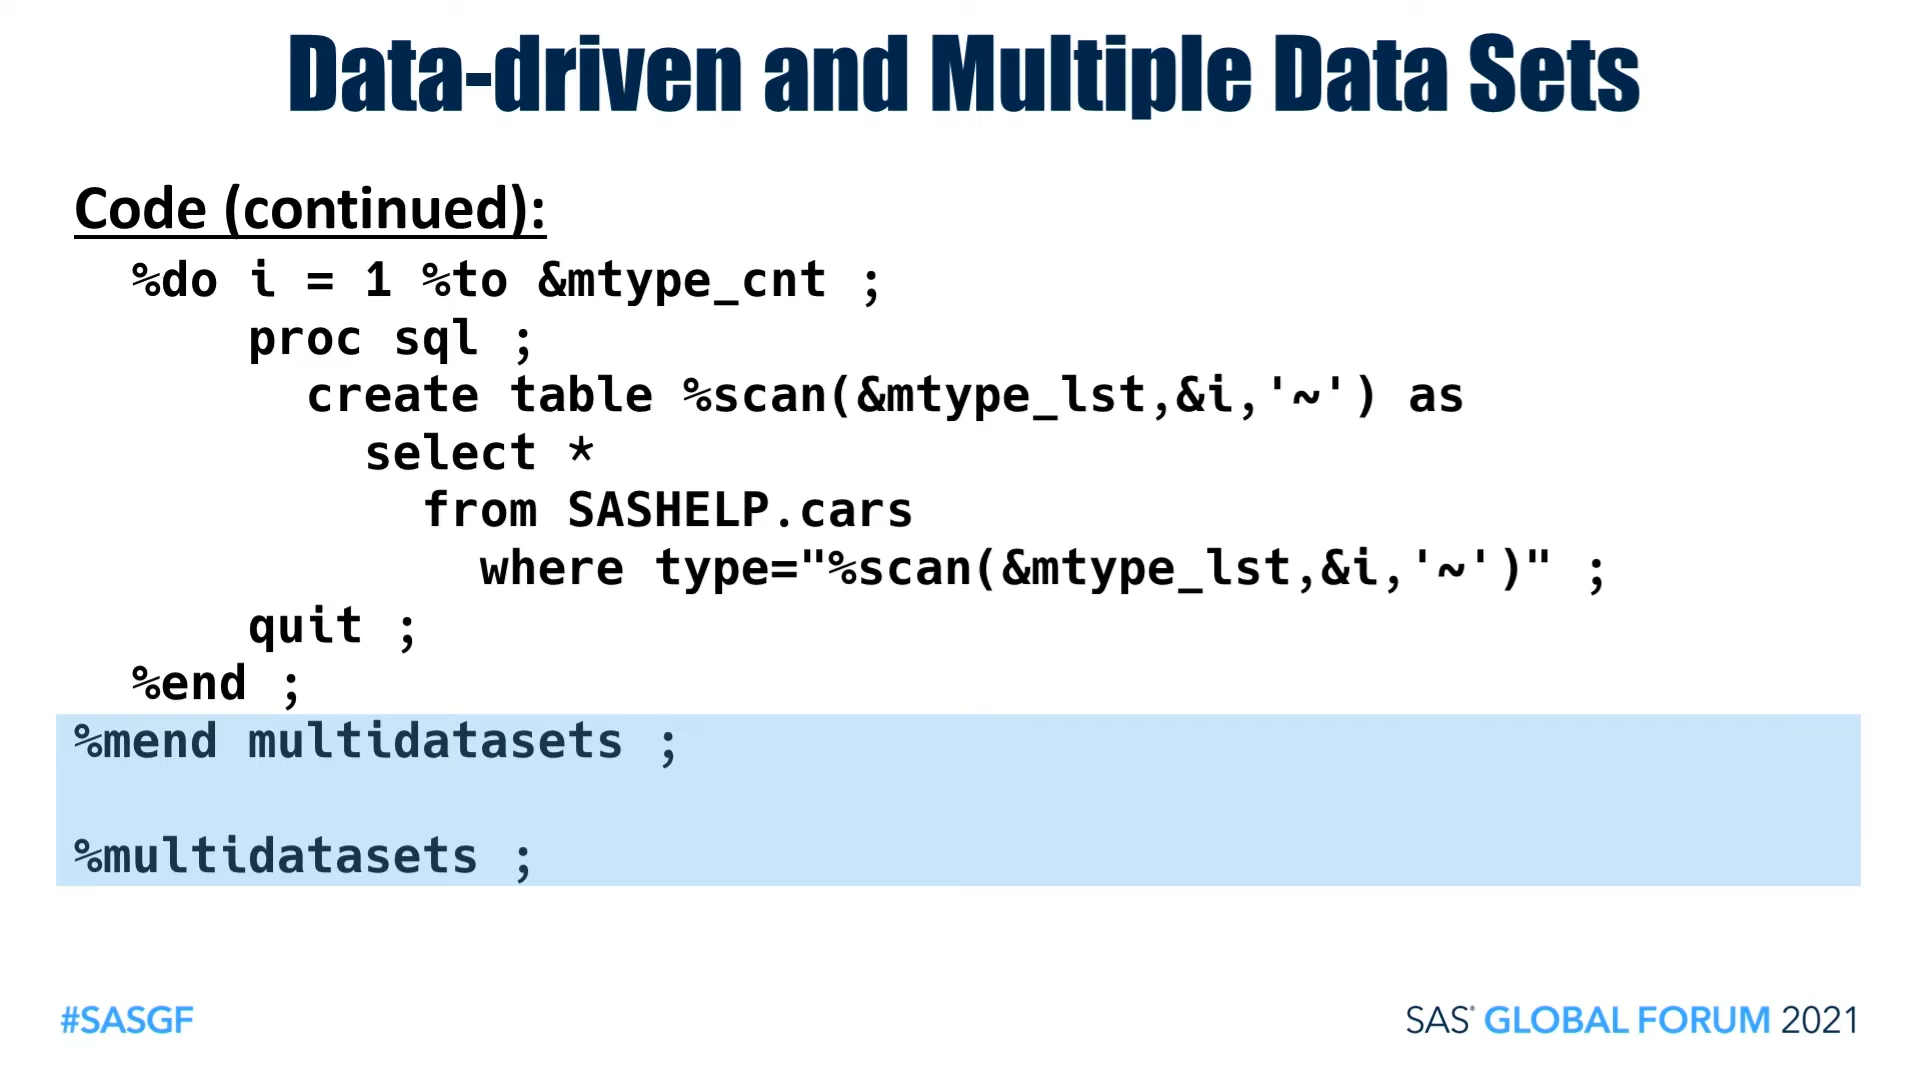 Data-driven and Multiple Data Sets
Code (continued):
%do i = 1 %to &mtype_cnt ;
proc sql ;
create table %scan(&mtype_lst,&i,'~') as
select *
from SASHELP.cars
where type="%scan(&mtype_lst,&i,'~')" ;
quit ;
%end ;
%mend multidatasets ;
%multidatasets ;
#SASGF
SAS® GLOBAL FORUM 2021